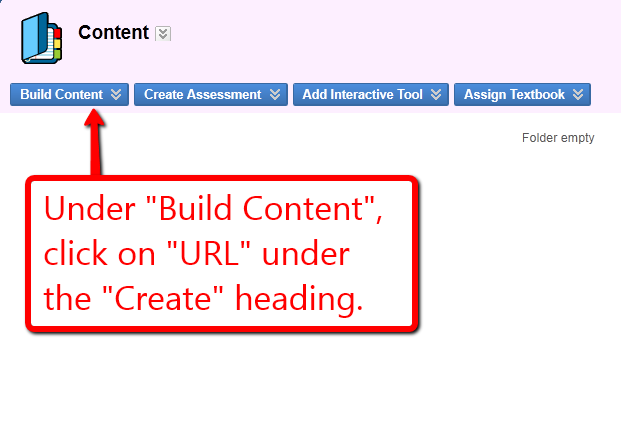 Content
Build Content Create Assessment Add Interactive Tool Assign Textbook
Folder empty
Under "Build Content",
click on "URL" under
the "Create" heading.